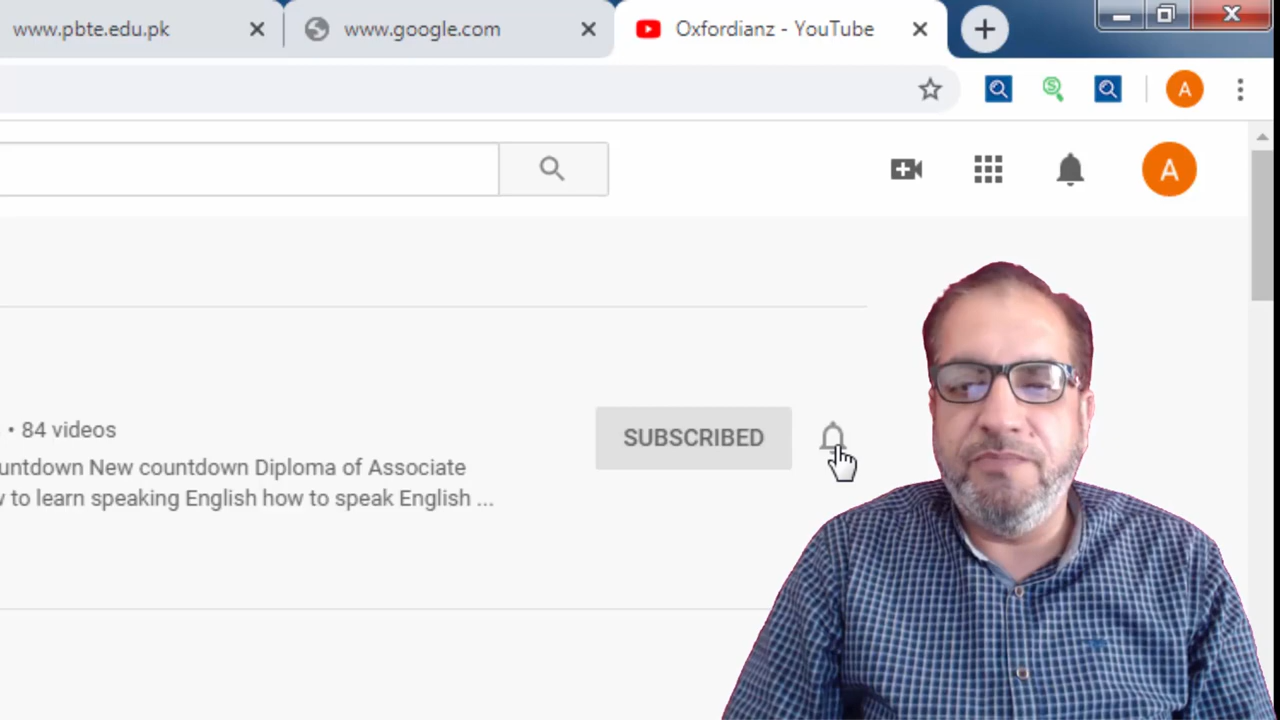 www.pbte.edu.pk
www.google.com
Oxfordianz - YouTube
A
A
• 84 videos
SUBSCRIBED
untdown New countdown Diploma of Associate
to learn speaking English how to speak English ...